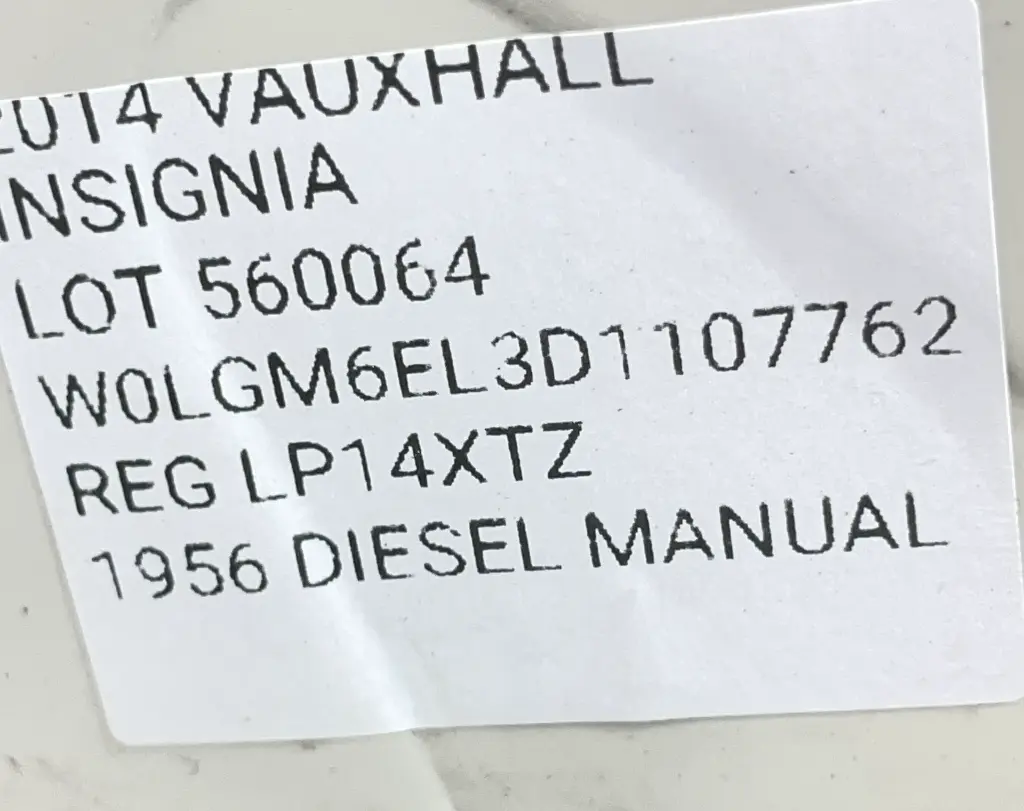 2014 VAUXHALL
INSIGNIA
LOT 560064
W0LGM6EL3D1107762
REG LP14XTZ
1956 DIESEL MANUAL